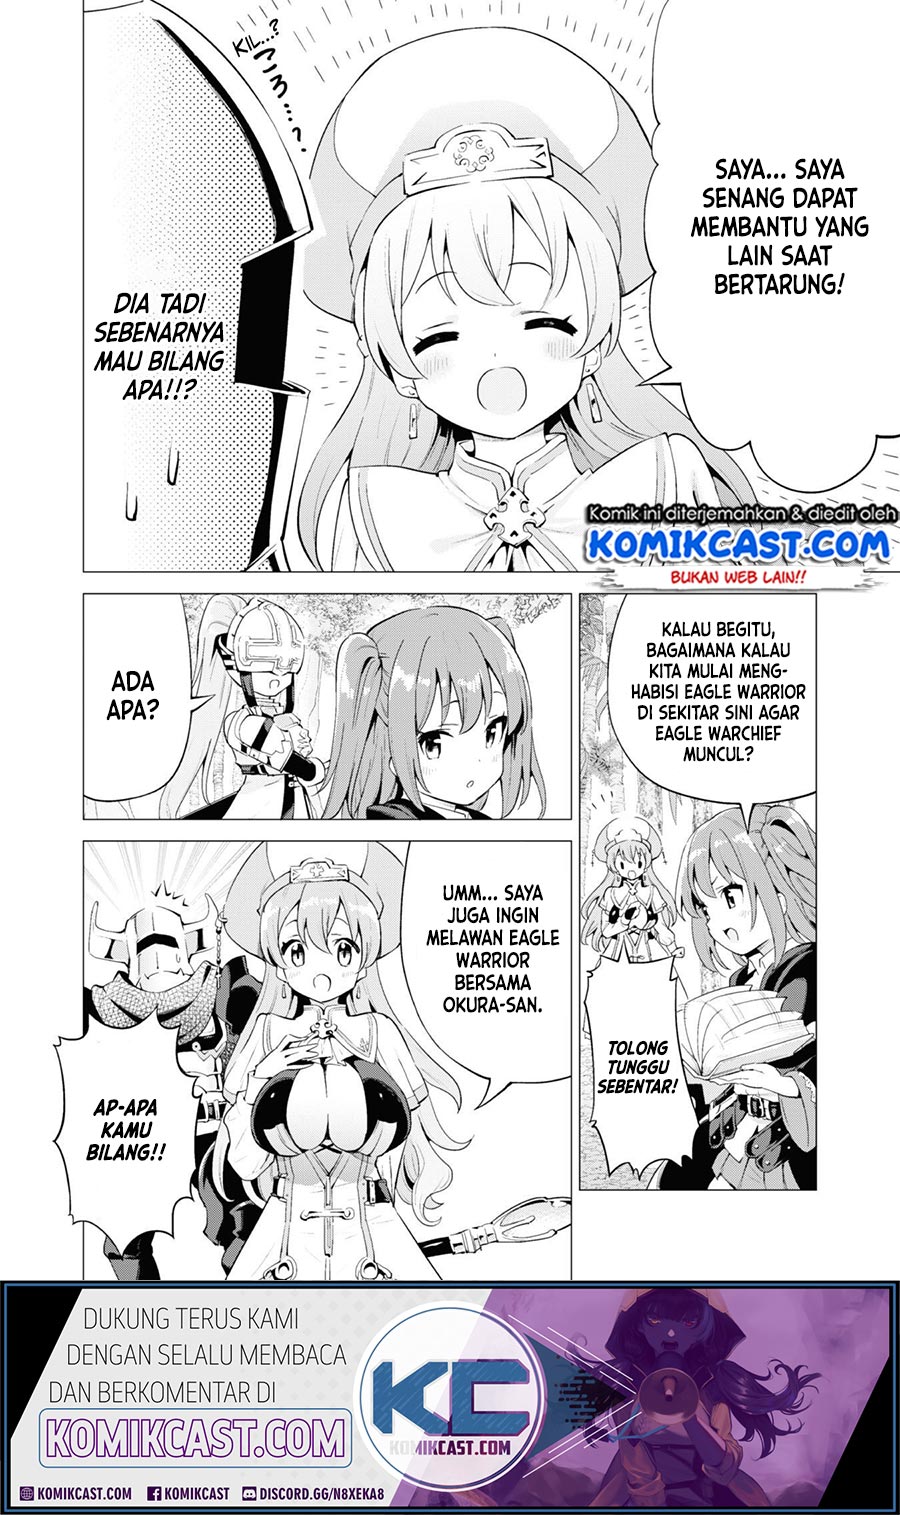 SAYA... SAYA
SENANG DAPAT
MEMBANTU YANG
LAIN SAAT
BERTARUNG!
KIL...?
ころ...?
DIA TADI
SEBENARNYA
MAU BILANG
APA!!?
Komik ini diterjemahkan & diedit oleh
KOMIKCAST.COM
BUKAN WEB LAIN!!
KALAU BEGITU,
BAGAIMANA KALAU
KITA MULAI MENG-
HABISI EAGLE WARRIOR
DI SEKITAR SINI AGAR
EAGLE WARCHIEF
MUNCUL?
TOLONG
TUNGGU
SEBENTAR!
ADA
APA?
UMM... SAYA
JUGA INGIN
MELAWAN EAGLE
WARRIOR
BERSAMA
OKURA-SAN.
AP-APA
KAMU
BILANG!!
DUKUNG TERUS KAMI
DENGAN SELALU MEMBACA
DAN BERKOMENTAR DI
KOMIKCAST.COM
KOMIKCAST.COM
KOMIKCAST
DISCORD.GG/N8XEKA8
KC
KOMIKCAST.COM